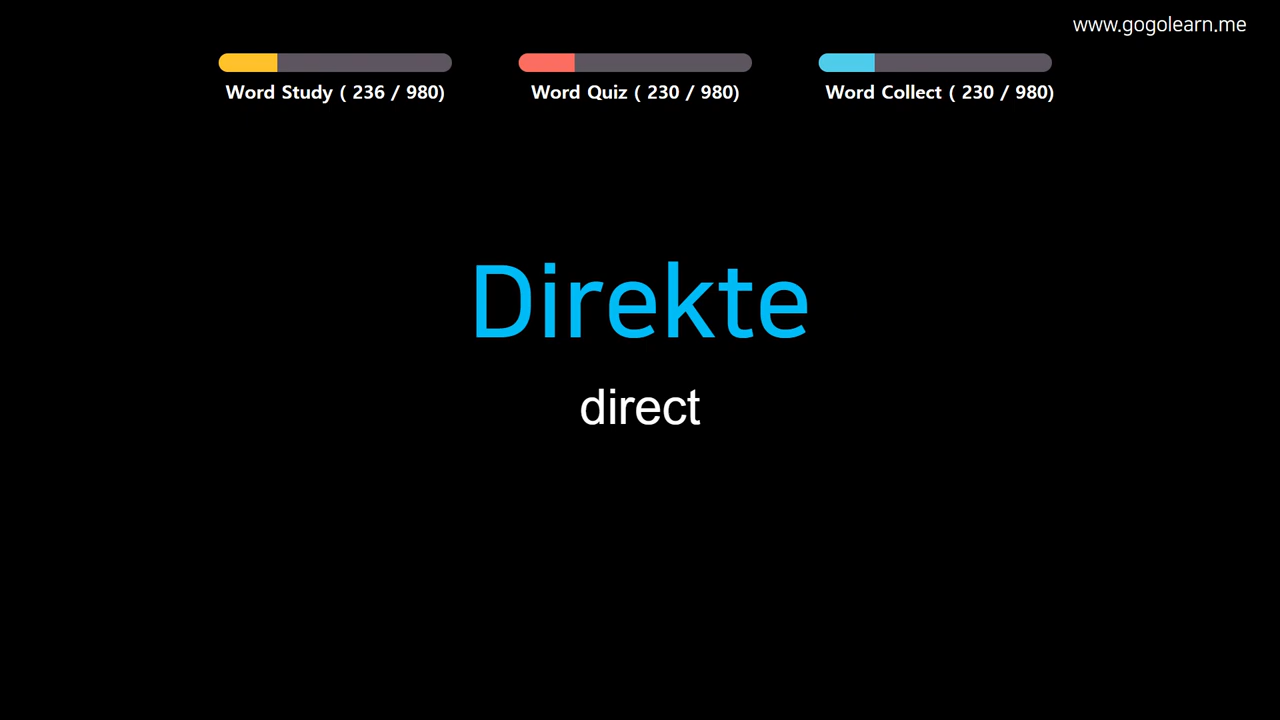 www.gogolearn.me
Word Study ( 236 / 980)
Word Quiz ( 230 / 980)
Word Collect ( 230 / 980)
Direkte
direct